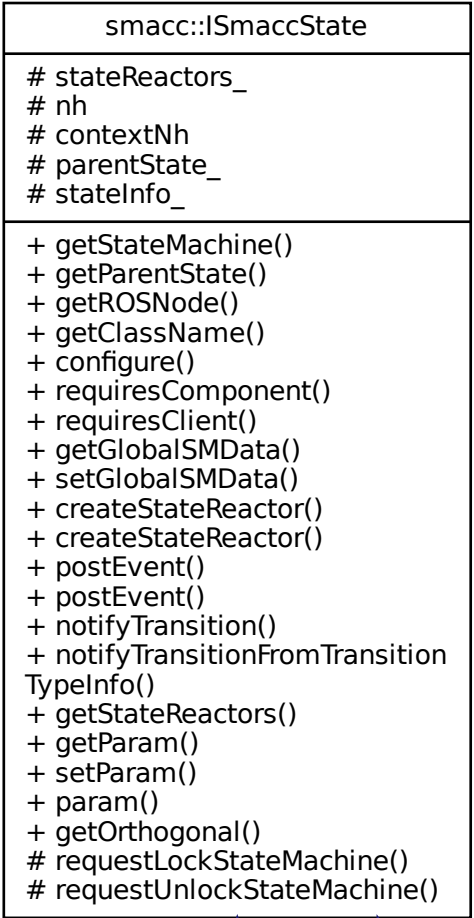 smacc::ISmaccState
# stateReactors_
# nh
# contextNh
# parentState_
# stateInfo_
+ getStateMachine()
+ getParentState()
+ getROSNode()
+ getClassName()
+ configure()
+ requiresComponent()
+ requiresClient()
+ getGlobalSMData()
+ setGlobalSMData()
+ createStateReactor()
+ createStateReactor()
+ postEvent()
+ postEvent()
+ notifyTransition()
+ notifyTransitionFromTransition
TypeInfo()
+ getStateReactors()
+ getParam()
+ setParam()
+ param()
+ getOrthogonal()
# requestLockStateMachine()
# requestUnlockStateMachine()